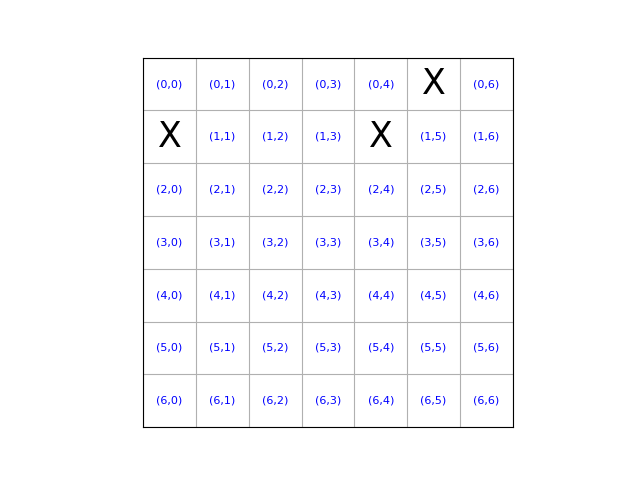 (0,0) (0,1) (0,2) (0,3) (0,4) X (0,6)
X (1,1) (1,2) (1,3) X (1,5) (1,6)
(2,0) (2,1) (2,2) (2,3) (2,4) (2,5) (2,6)
(3,0) (3,1) (3,2) (3,3) (3,4) (3,5) (3,6)
(4,0) (4,1) (4,2) (4,3) (4,4) (4,5) (4,6)
(5,0) (5,1) (5,2) (5,3) (5,4) (5,5) (5,6)
(6,0) (6,1) (6,2) (6,3) (6,4) (6,5) (6,6)